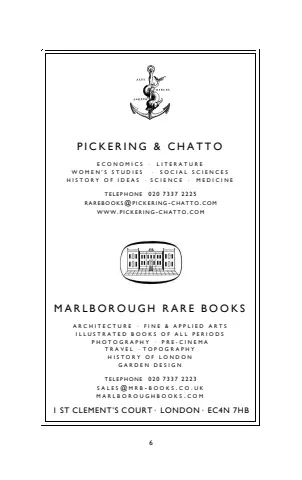 PICKERING & CHATTO
ECONOMICS · LITERATURE
WOMEN'S STUDIES · SOCIAL SCIENCES
HISTORY OF IDEAS · SCIENCE · MEDICINE
TELEPHONE 020 7337 2225
RAREBOOKS@PICKERING-CHATTO.COM
WWW.PICKERING-CHATTO.COM
MARLBOROUGH RARE BOOKS
ARCHITECTURE · FINE & APPLIED ARTS
ILLUSTRATED BOOKS OF ALL PERIODS
PHOTOGRAPHY · PRE-CINEMA
TRAVEL · TOPOGRAPHY
HISTORY OF LONDON
GARDEN DESIGN
TELEPHONE 020 7337 2223
SALES@MRB-BOOKS.CO.UK
MARLBOROUGHBOOKS.COM
1 ST CLEMENT'S COURT · LONDON · EC4N 7HB
6